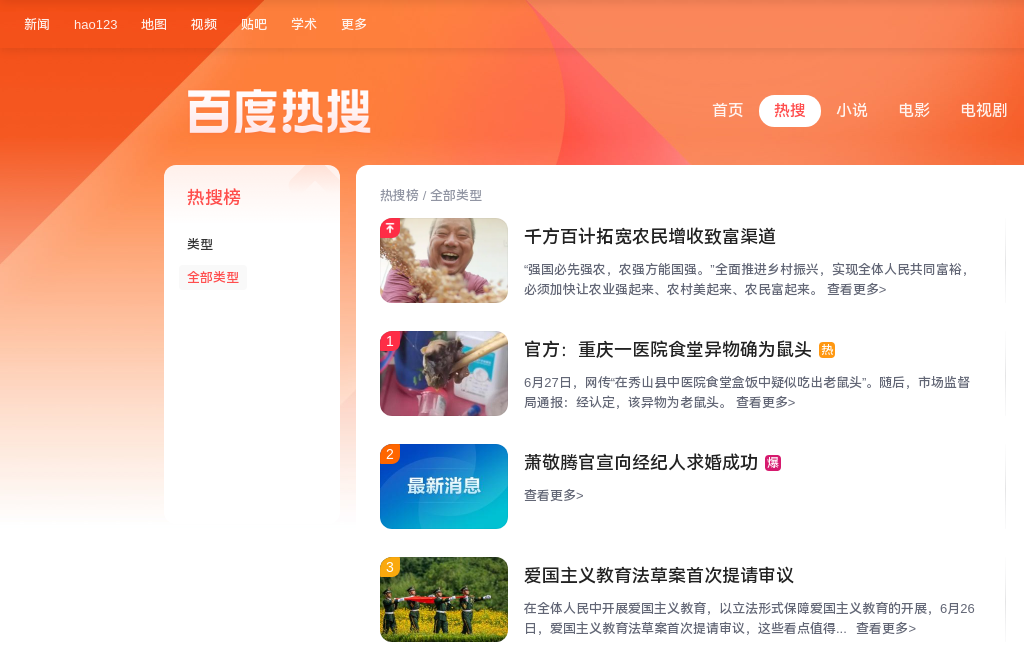 新闻 hao123 地图 视频 贴吧 学术 更多
百度热搜
首页 热搜 小说 电影 电视剧
热搜榜
类型
全部类型
热搜榜 / 全部类型
千方百计拓宽农民增收致富渠道
“强国必先强农，农强方能国强。”全面推进乡村振兴，实现全体人民共同富裕，
必须加快让农业强起来、农村美起来、农民富起来。 查看更多>
1
官方：重庆一医院食堂异物确为鼠头 热
6月27日，网传“在秀山县中医院食堂盒饭中疑似吃出老鼠头”。随后，市场监督
局通报：经认定，该异物为老鼠头。 查看更多>
2
最新消息
萧敬腾官宣向经纪人求婚成功 爆
查看更多>
3
爱国主义教育法草案首次提请审议
在全体人民中开展爱国主义教育，以立法形式保障爱国主义教育的开展，6月26
日，爱国主义教育法草案首次提请审议，这些看点值得... 查看更多>